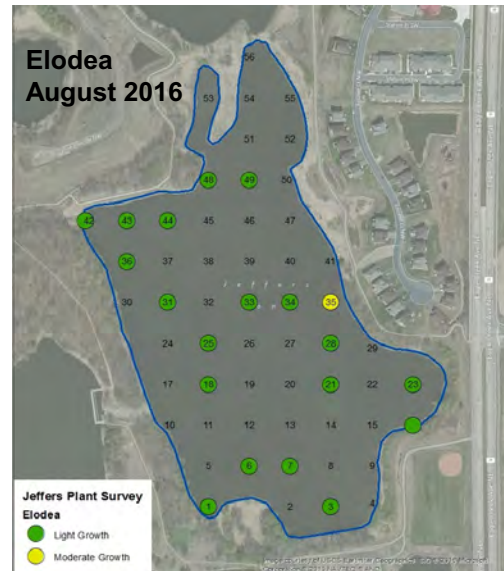 Elodea
August 2016
56
53 54 55
51 52
48 49 50
42 43 44 45 46 47
36 37 38 39 40 41
Jeffers
30 31 32 33 34 35
24 25 26 27 28 29
17 18 19 20 21 22 23
10 11 12 13 14 15
5 6 7 8 9
1 2 3 4
Jeffers Plant Survey
Elodea
Light Growth
Moderate Growth